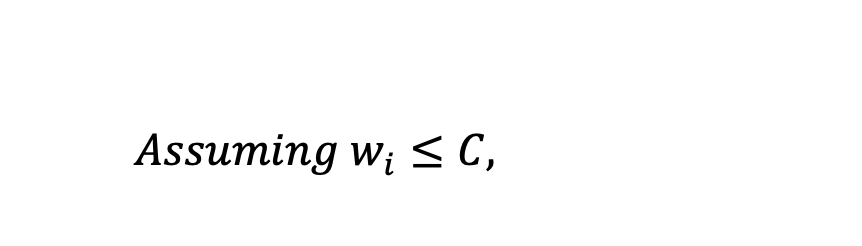 Assuming wᵢ ≤ C,